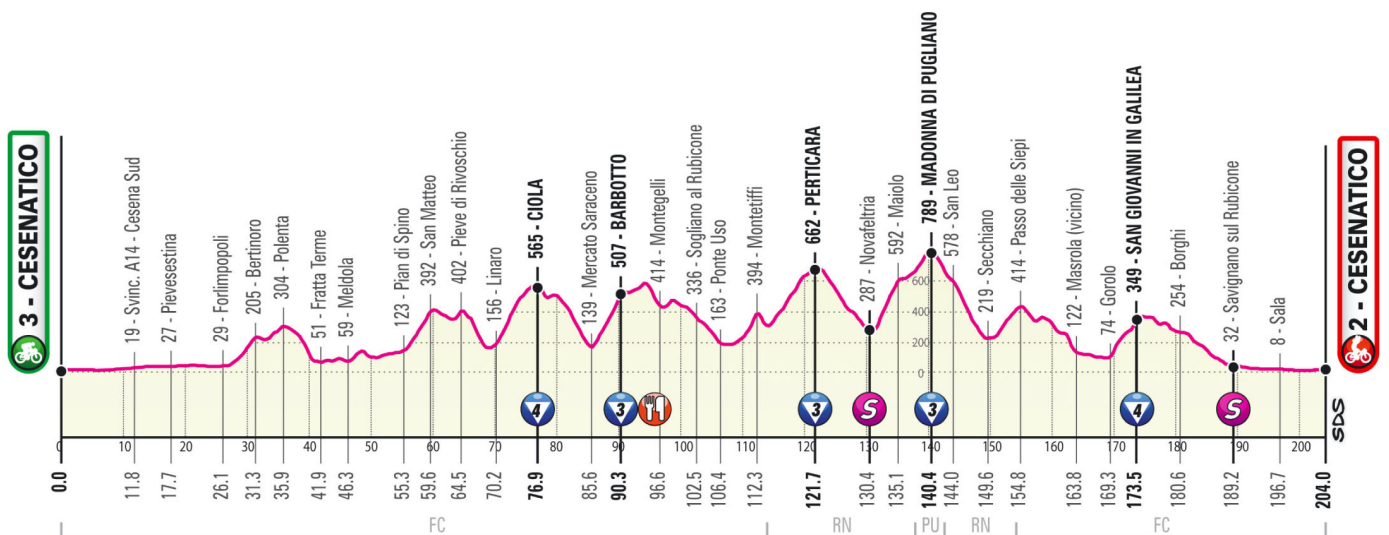 3 - CESENATICO
19 - Svinc. A14 - Cesena Sud
27 - Pievesestina
29 - Forlimpopoli
205 - Bertinoro
304 - Polenta
51 - Fratta Terme
59 - Meldola
123 - Pian di Spino
392 - San Matteo
402 - Pieve di Rivoschio
156 - Linaro
565 - CIOLA
139 - Mercato Saraceno
507 - BARBOTTO
414 - Montegelli
336 - Sogliano al Rubicone
163 - Ponte Uso
394 - Montetiffi
662 - PERTICARA
287 - Novafeltria
592 - Maiolo
789 - MADONNA DI PUGLIANO
578 - San Leo
219 - Secchiano
414 - Passo delle Siepi
122 - Masrola (vicino)
74 - Gorolo
349 - SAN GIOVANNI IN GALILEA
254 - Borghi
32 - Savignano sul Rubicone
8 - Sala
2 - CESENATICO
600
400
200
0
4
3
3
S
3
4
S
SDS
0 10 20 30 40 50 60 70 80 90 100 110 120 130 140 150 160 170 180 190 200
0.0 11.8 17.7 26.1 31.3 35.9 41.9 46.3 55.3 59.6 64.5 70.2 76.9 85.6 90.3 96.6 102.5 106.4 112.3 121.7 130.4 135.1 140.4 144.0 149.6 154.8 163.8 169.3 173.5 180.6 189.2 196.7 204.0
FC RN PU RN FC